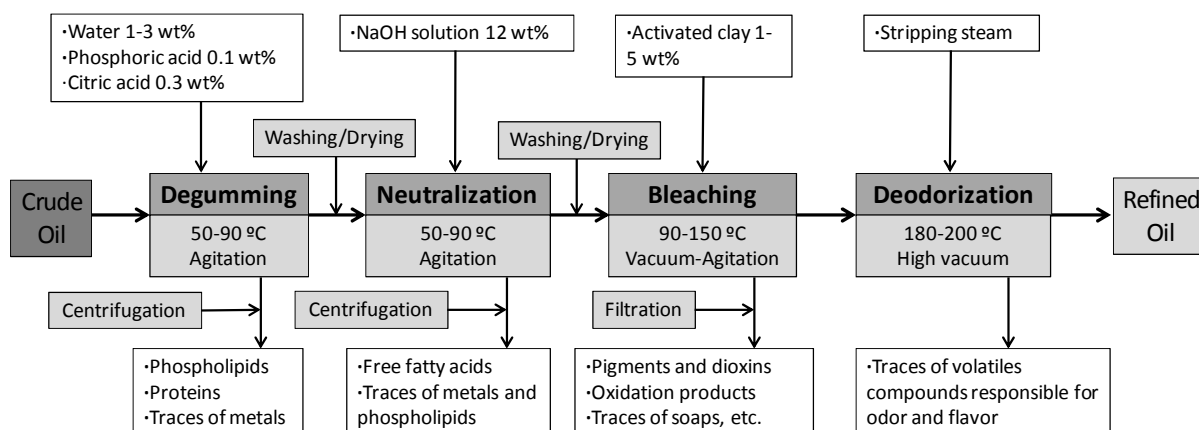 ·Water 1-3 wt%
·Phosphoric acid 0.1 wt%
·Citric acid 0.3 wt%
·NaOH solution 12 wt%
·Activated clay 1-
5 wt%
·Stripping steam
Washing/Drying
Washing/Drying
Crude
Oil
Degumming
50-90 ºC
Agitation
Neutralization
50-90 ºC
Agitation
Bleaching
90-150 ºC
Vacuum-Agitation
Deodorization
180-200 ºC
High vacuum
Refined
Oil
Centrifugation
Centrifugation
Filtration
·Phospholipids
·Proteins
·Traces of metals
·Free fatty acids
·Traces of metals and
phospholipids
·Pigments and dioxins
·Oxidation products
·Traces of soaps, etc.
·Traces of volatiles
compounds responsible for
odor and flavor